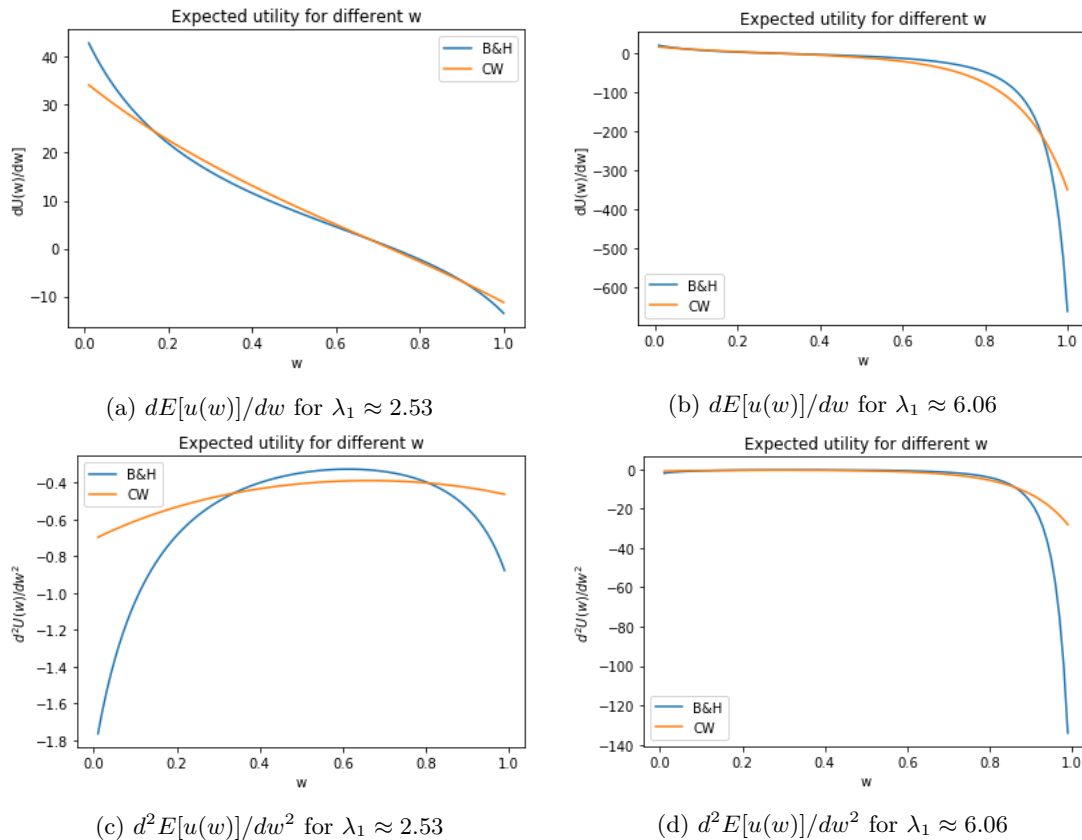 Expected utility for different w
40
30
20
10
0
−10
dU(w)/dw]
B&H
CW
0.0 0.2 0.4 0.6 0.8 1.0
w
(a) dE[u(w)]/dw for λ₁ ≈ 2.53
Expected utility for different w
0
−100
−200
−300
−400
−500
−600
dU(w)/dw]
B&H
CW
0.0 0.2 0.4 0.6 0.8 1.0
w
(b) dE[u(w)]/dw for λ₁ ≈ 6.06
Expected utility for different w
−0.4
−0.6
−0.8
−1.0
−1.2
−1.4
−1.6
−1.8
d²U(w)/dw²
B&H
CW
0.0 0.2 0.4 0.6 0.8 1.0
w
(c) d²E[u(w)]/dw² for λ₁ ≈ 2.53
Expected utility for different w
0
−20
−40
−60
−80
−100
−120
−140
d²U(w)/dw²
B&H
CW
0.0 0.2 0.4 0.6 0.8 1.0
w
(d) d²E[u(w)]/dw² for λ₁ ≈ 6.06